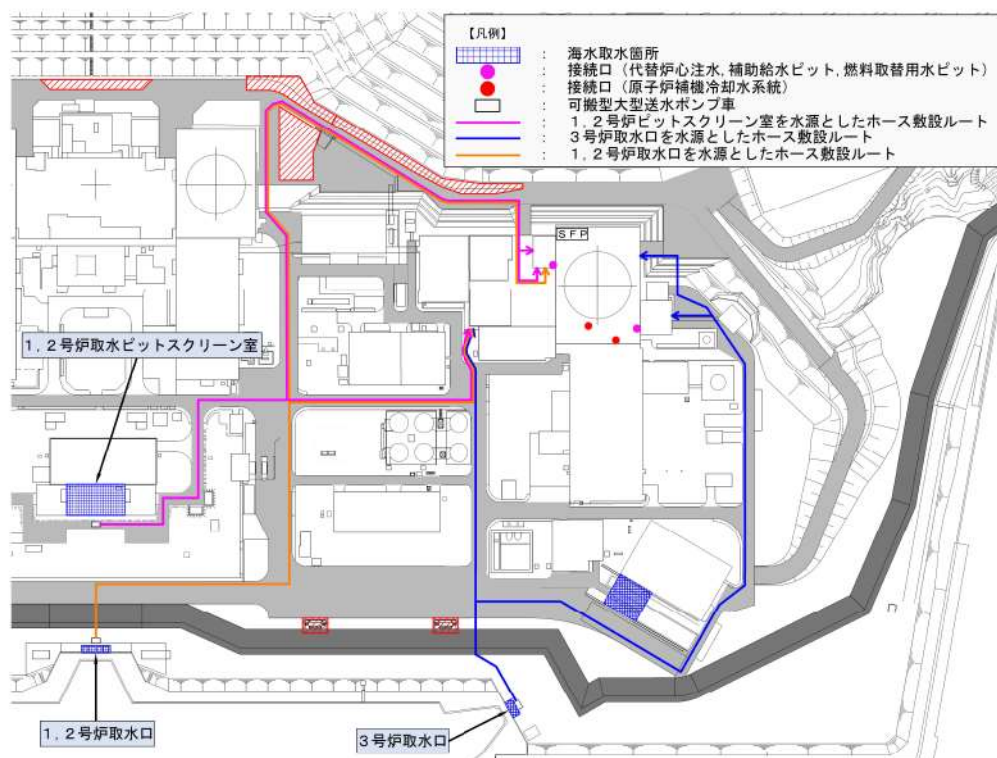 【凡例】
： 海水取水箇所
： 接続口（代替炉心注水，補助給水ピット，燃料取替用水ピット）
： 接続口（原子炉補機冷却水系統）
： 可搬型大型送水ポンプ車
： １，２号炉ピットスクリーン室を水源としたホース敷設ルート
： ３号炉取水口を水源としたホース敷設ルート
： １，２号炉取水口を水源としたホース敷設ルート
ＳＦＰ
１，２号炉取水ピットスクリーン室
１，２号炉取水口
３号炉取水口